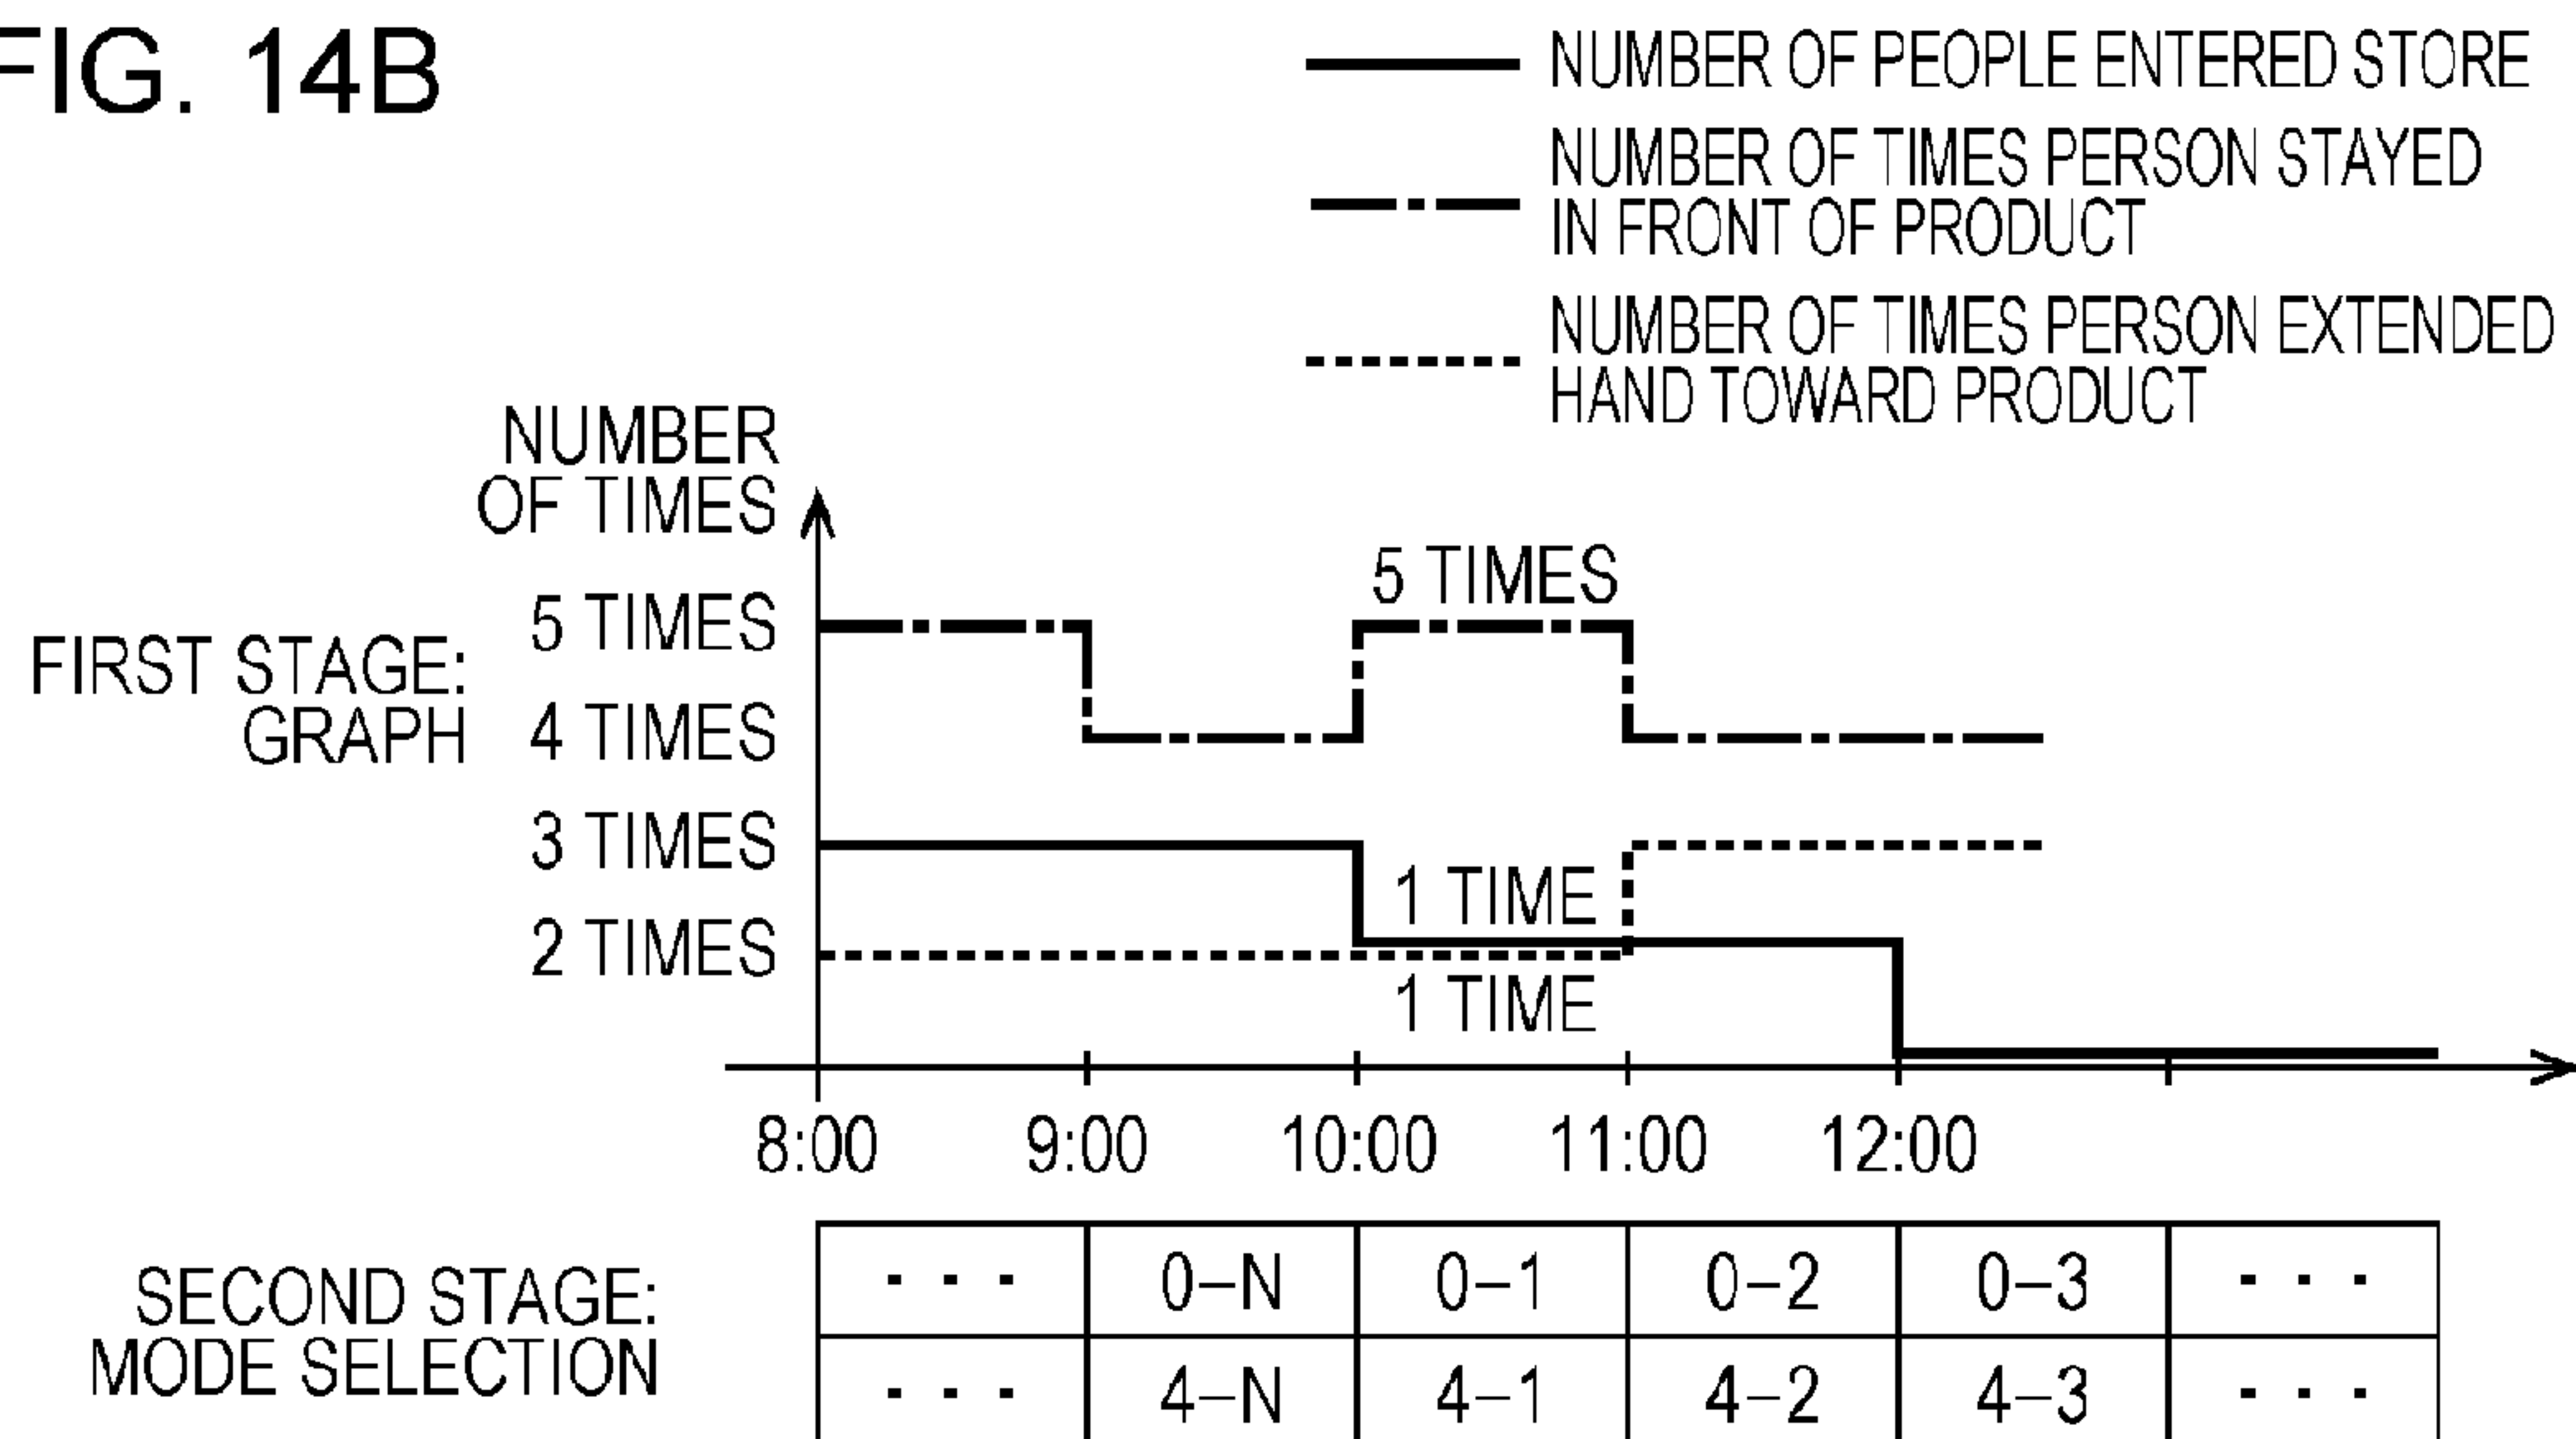 FIG. 14B
NUMBER OF PEOPLE ENTERED STORE
NUMBER OF TIMES PERSON STAYED
IN FRONT OF PRODUCT
NUMBER OF TIMES PERSON EXTENDED
HAND TOWARD PRODUCT
NUMBER
OF TIMES
FIRST STAGE:
GRAPH
5 TIMES
4 TIMES
3 TIMES
2 TIMES
5 TIMES
1 TIME
1 TIME
8:00 9:00 10:00 11:00 12:00
SECOND STAGE:
MODE SELECTION
· · · 0–N 0–1 0–2 0–3 · · ·
· · · 4–N 4–1 4–2 4–3 · · ·